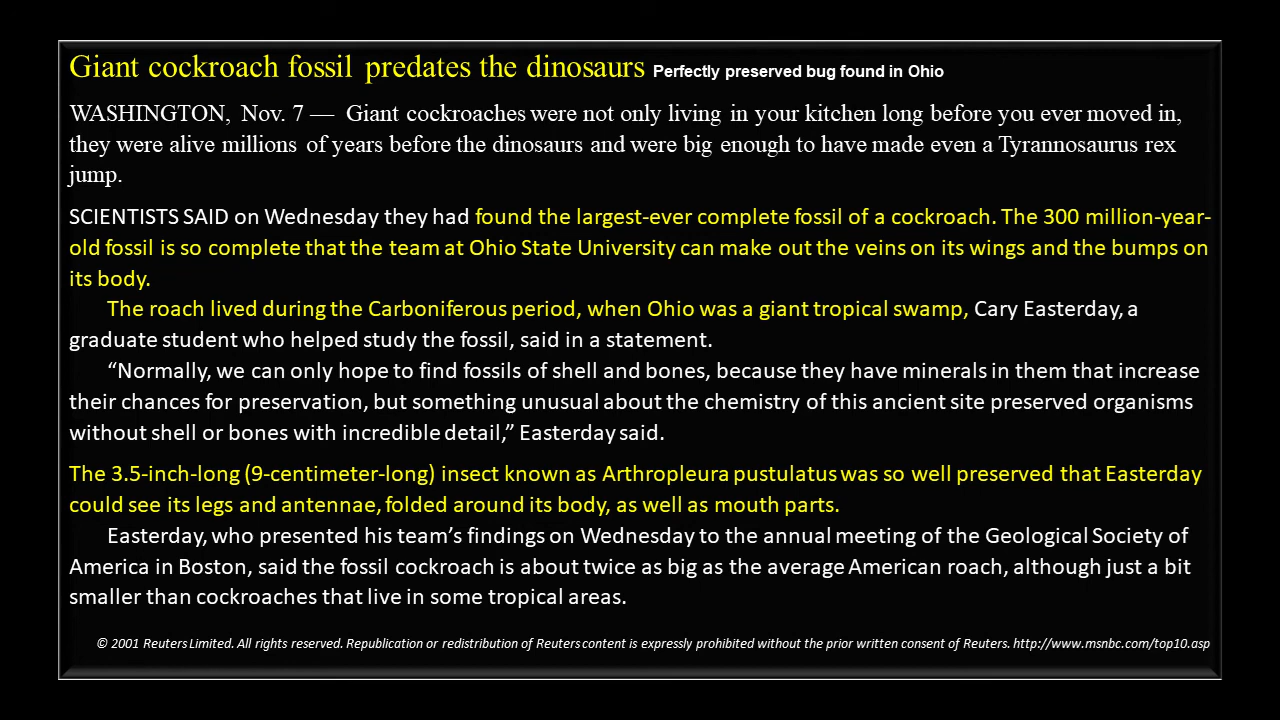 Giant cockroach fossil predates the dinosaurs Perfectly preserved bug found in Ohio
WASHINGTON, Nov. 7 — Giant cockroaches were not only living in your kitchen long before you ever moved in,
they were alive millions of years before the dinosaurs and were big enough to have made even a Tyrannosaurus rex
jump.
SCIENTISTS SAID on Wednesday they had found the largest-ever complete fossil of a cockroach. The 300 million-year-
old fossil is so complete that the team at Ohio State University can make out the veins on its wings and the bumps on
its body.
The roach lived during the Carboniferous period, when Ohio was a giant tropical swamp, Cary Easterday, a
graduate student who helped study the fossil, said in a statement.
“Normally, we can only hope to find fossils of shell and bones, because they have minerals in them that increase
their chances for preservation, but something unusual about the chemistry of this ancient site preserved organisms
without shell or bones with incredible detail,” Easterday said.
The 3.5-inch-long (9-centimeter-long) insect known as Arthropleura pustulatus was so well preserved that Easterday
could see its legs and antennae, folded around its body, as well as mouth parts.
Easterday, who presented his team’s findings on Wednesday to the annual meeting of the Geological Society of
America in Boston, said the fossil cockroach is about twice as big as the average American roach, although just a bit
smaller than cockroaches that live in some tropical areas.
© 2001 Reuters Limited. All rights reserved. Republication or redistribution of Reuters content is expressly prohibited without the prior written consent of Reuters. http://www.msnbc.com/top10.asp